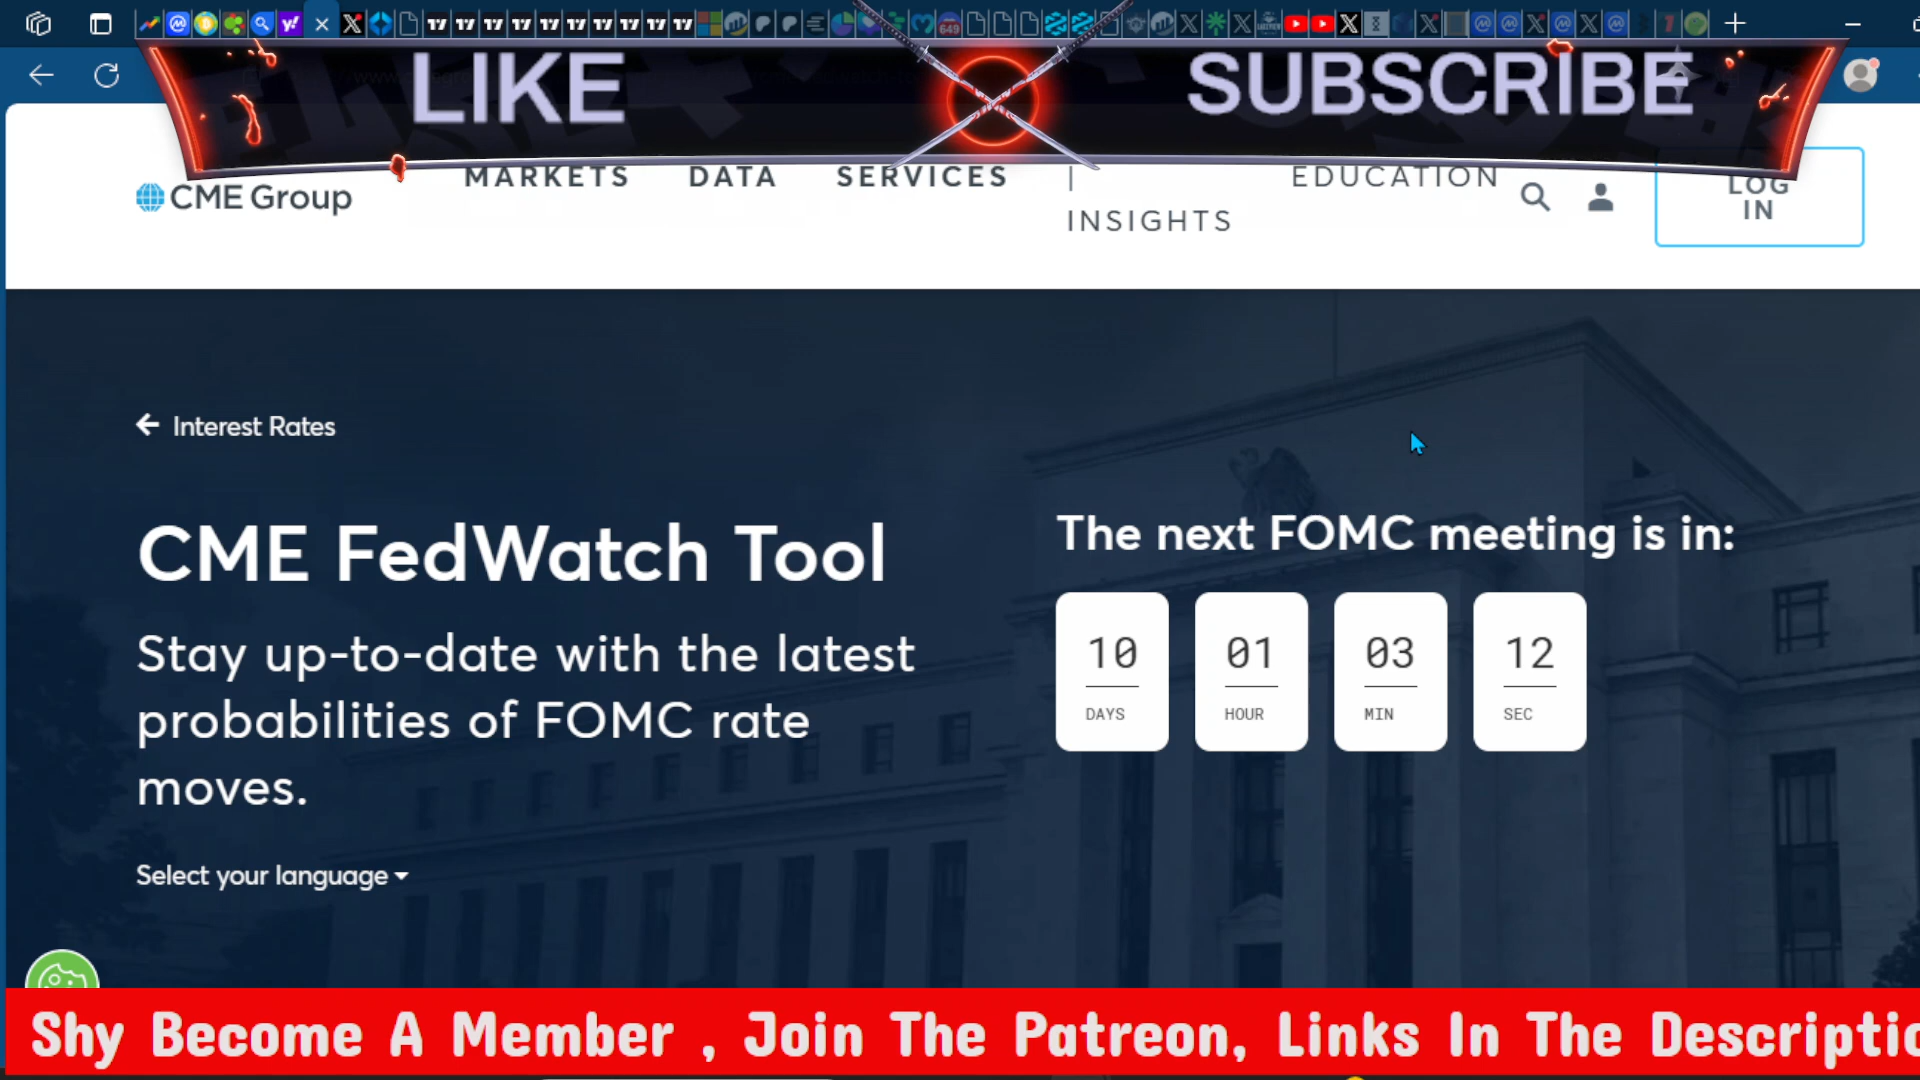 LIKE
SUBSCRIBE
CME Group
MARKETS
DATA
SERVICES
|
INSIGHTS
EDUCATION
LOG
IN
Interest Rates
CME FedWatch Tool
Stay up-to-date with the latest
probabilities of FOMC rate
moves.
Select your language
The next FOMC meeting is in:
10 01 03 12
DAYS HOUR MIN SEC
Shy Become A Member , Join The Patreon, Links In The